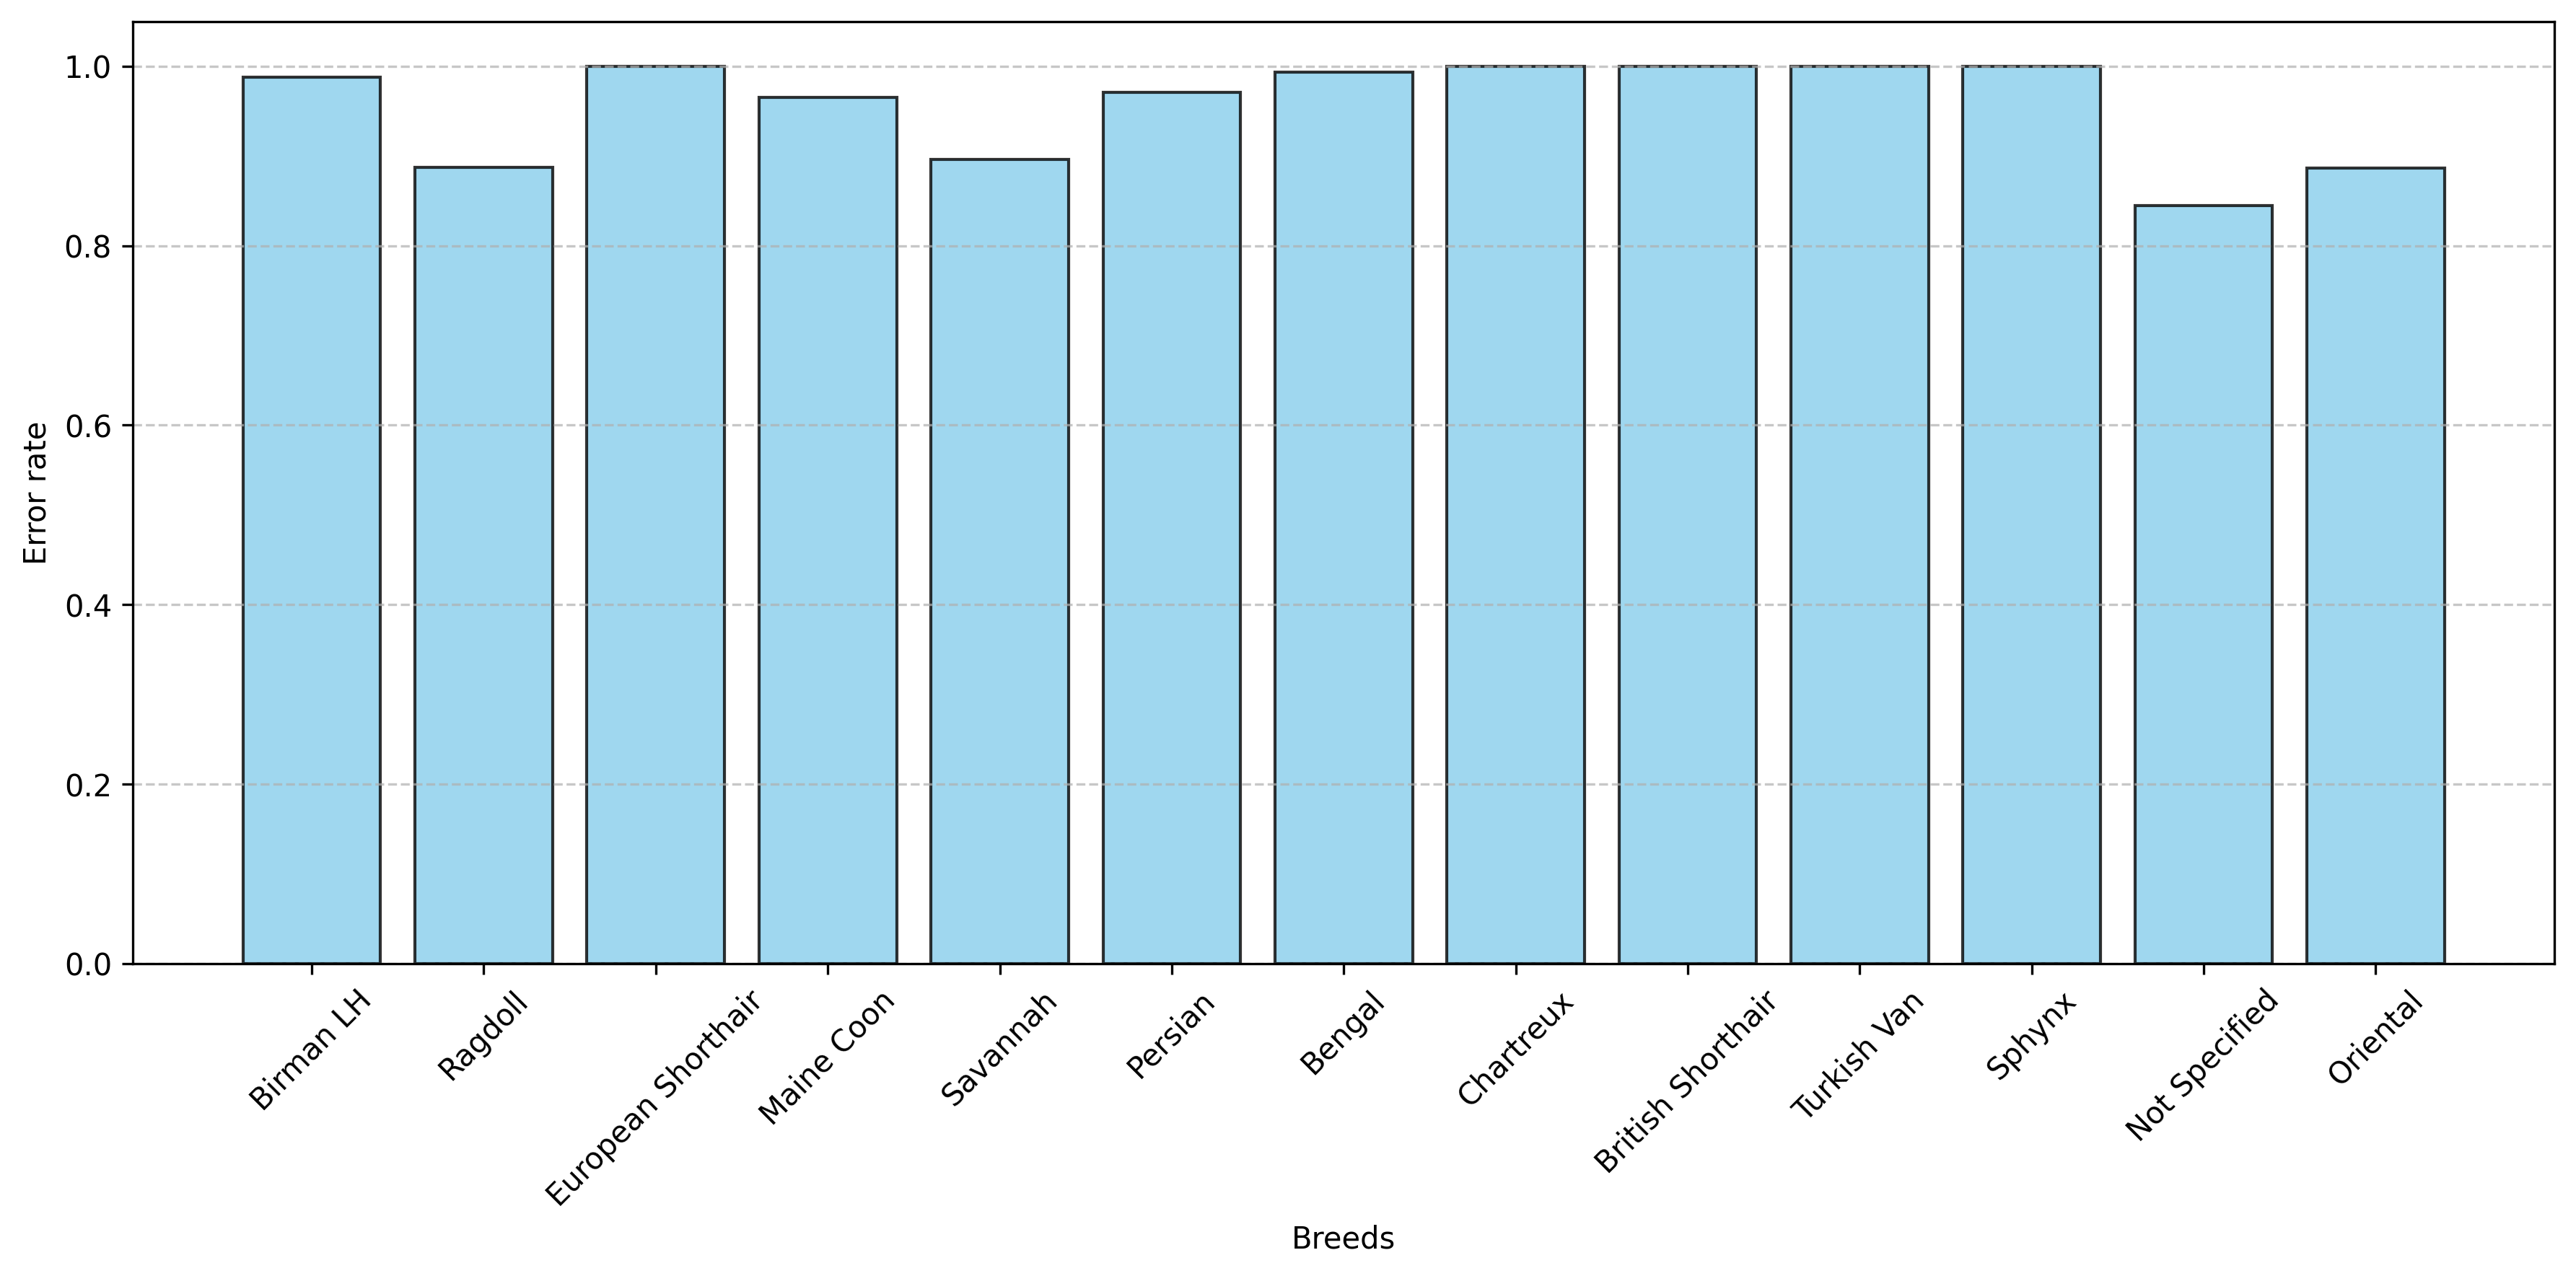 Error rate
1.0
0.8
0.6
0.4
0.2
0.0
Birman LH
Ragdoll
European Shorthair
Maine Coon
Savannah
Persian
Bengal
Chartreux
British Shorthair
Turkish Van
Sphynx
Not Specified
Oriental
Breeds